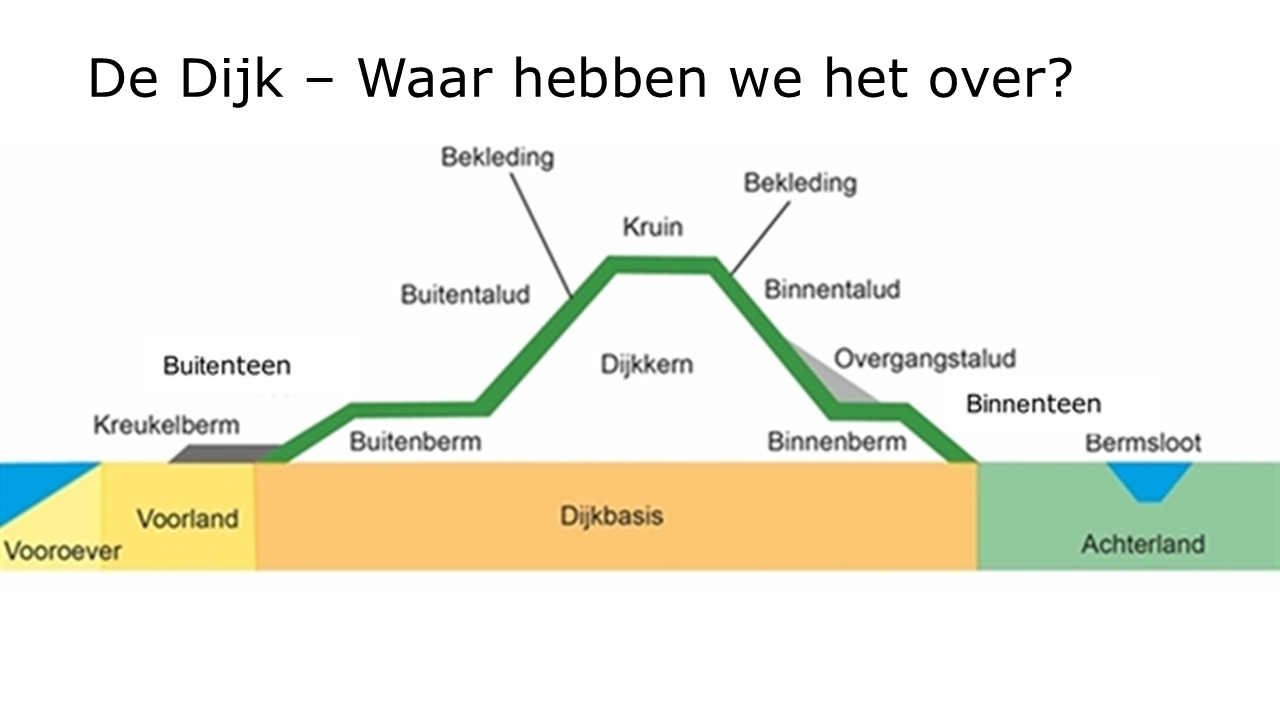 De Dijk – Waar hebben we het over?
Bekleding
Bekleding
Kruin
Buitentalud
Binnentalud
Buitenteen
Dijkkern
Overgangstalud
Binnenteen
Kreukelberm
Buitenberm
Binnenberm
Bermsloot
Voorland
Dijkbasis
Vooroever
Achterland